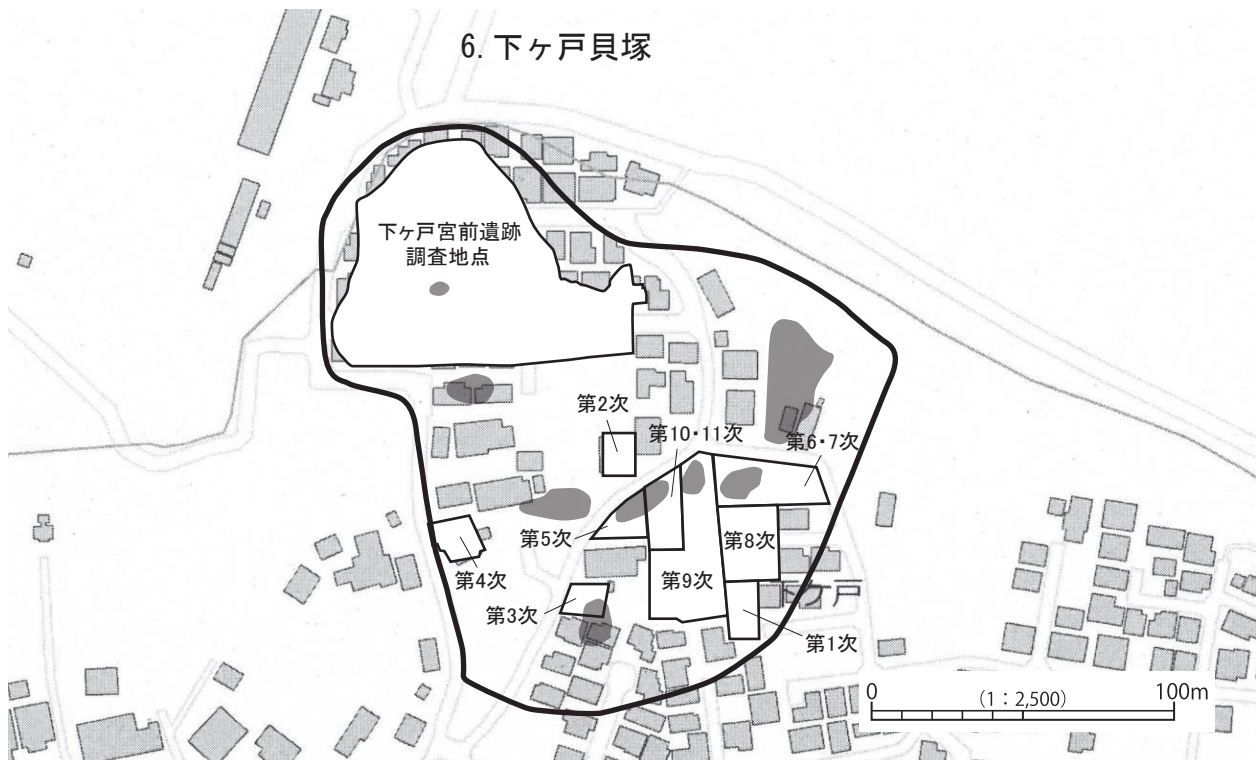 6. 下ヶ戸貝塚
下ヶ戸宮前遺跡
調査地点
第2次
第10・11次
第6・7次
第5次
第8次
第4次
第9次
下ヶ戸
第3次
第1次
0
(1：2,500)
100m